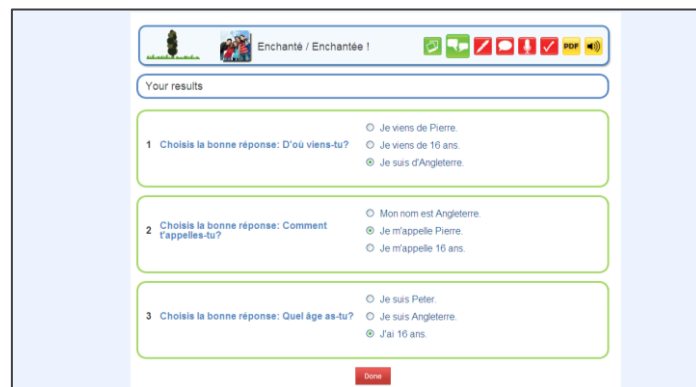 Enchanté / Enchantée !
PDF
Your results
1 Choisis la bonne réponse: D'où viens-tu?
Je viens de Pierre.
Je viens de 16 ans.
Je suis d'Angleterre.
2 Choisis la bonne réponse: Comment
t'appelles-tu?
Mon nom est Angleterre.
Je m'appelle Pierre.
Je m'appelle 16 ans.
3 Choisis la bonne réponse: Quel âge as-tu?
Je suis Peter.
Je suis Angleterre.
J'ai 16 ans.
Done